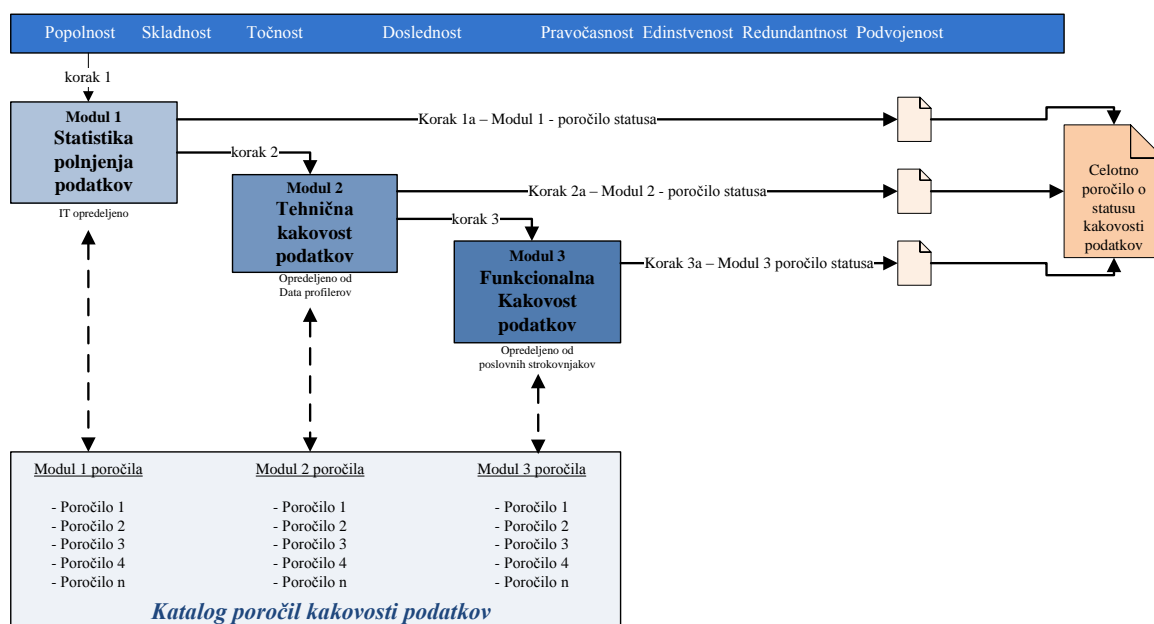 Popolnost Skladnost Točnost Doslednost Pravočasnost Edinstvenost Redundantnost Podvojenost
korak 1
Modul 1
Statistika
polnjenja
podatkov
IT opredeljeno
Korak 1a – Modul 1 - poročilo statusa
korak 2
Modul 2
Tehnična
kakovost
podatkov
Opredeljeno od
Data profilerov
Korak 2a – Modul 2 - poročilo statusa
korak 3
Modul 3
Funkcionalna
Kakovost
podatkov
Opredeljeno od
poslovnih strokovnjakov
Korak 3a – Modul 3 poročilo statusa
Celotno
poročilo o
statusu
kakovosti
podatkov
Modul 1 poročila
- Poročilo 1
- Poročilo 2
- Poročilo 3
- Poročilo 4
- Poročilo n
Modul 2 poročila
- Poročilo 1
- Poročilo 2
- Poročilo 3
- Poročilo 4
- Poročilo n
Modul 3 poročila
- Poročilo 1
- Poročilo 2
- Poročilo 3
- Poročilo 4
- Poročilo n
Katalog poročil kakovosti podatkov